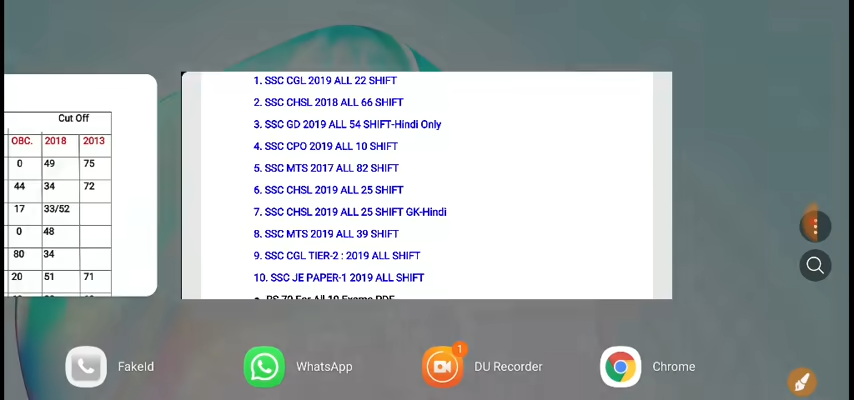 Cut Off
OBC. 2018 2013
0 49 75
44 34 72
17 33/52
0 48
80 34
20 51 71
1. SSC CGL 2019 ALL 22 SHIFT
2. SSC CHSL 2018 ALL 66 SHIFT
3. SSC GD 2019 ALL 54 SHIFT-Hindi Only
4. SSC CPO 2019 ALL 10 SHIFT
5. SSC MTS 2017 ALL 82 SHIFT
6. SSC CHSL 2019 ALL 25 SHIFT
7. SSC CHSL 2019 ALL 25 SHIFT GK-Hindi
8. SSC MTS 2019 ALL 39 SHIFT
9. SSC CGL TIER-2 : 2019 ALL SHIFT
10. SSC JE PAPER-1 2019 ALL SHIFT
For All 10 Exams PDF
FakeId
WhatsApp
1
DU Recorder
Chrome